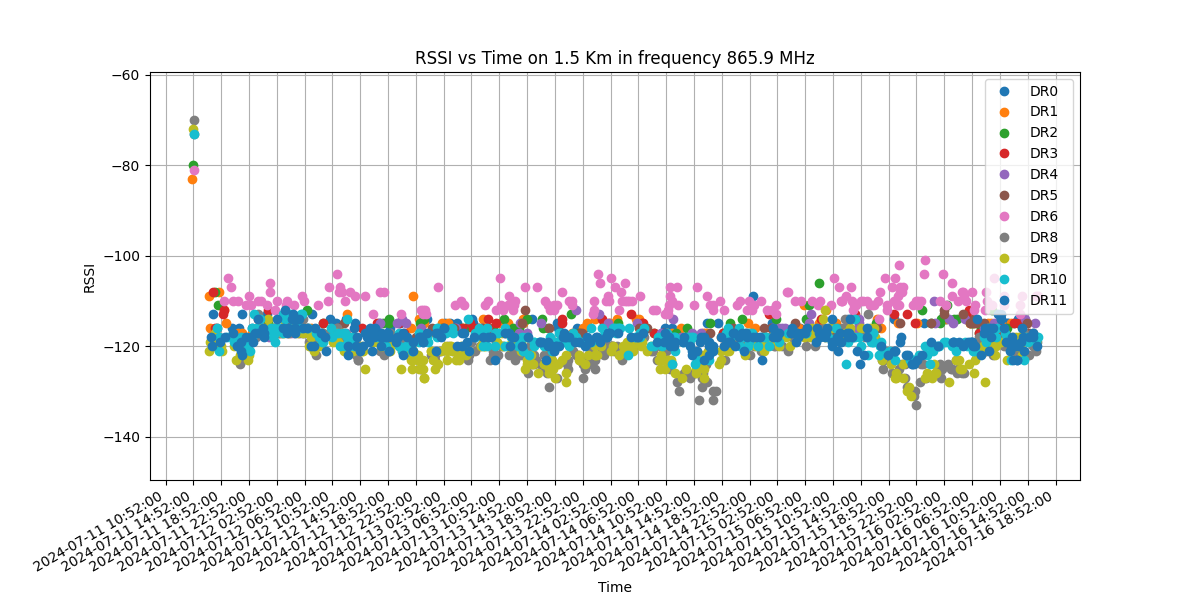 RSSI vs Time on 1.5 Km in frequency 865.9 MHz
−60
−80
−100
−120
−140
RSSI
DR0
DR1
DR2
DR3
DR4
DR5
DR6
DR8
DR9
DR10
DR11
2024-07-11 10:52:00
2024-07-11 14:52:00
2024-07-11 18:52:00
2024-07-11 22:52:00
2024-07-12 02:52:00
2024-07-12 06:52:00
2024-07-12 10:52:00
2024-07-12 14:52:00
2024-07-12 18:52:00
2024-07-12 22:52:00
2024-07-13 02:52:00
2024-07-13 06:52:00
2024-07-13 10:52:00
2024-07-13 14:52:00
2024-07-13 18:52:00
2024-07-13 22:52:00
2024-07-14 02:52:00
2024-07-14 06:52:00
2024-07-14 10:52:00
2024-07-14 14:52:00
2024-07-14 18:52:00
2024-07-14 22:52:00
2024-07-15 02:52:00
2024-07-15 06:52:00
2024-07-15 10:52:00
2024-07-15 14:52:00
2024-07-15 18:52:00
2024-07-15 22:52:00
2024-07-16 02:52:00
2024-07-16 06:52:00
2024-07-16 10:52:00
2024-07-16 14:52:00
2024-07-16 18:52:00
Time